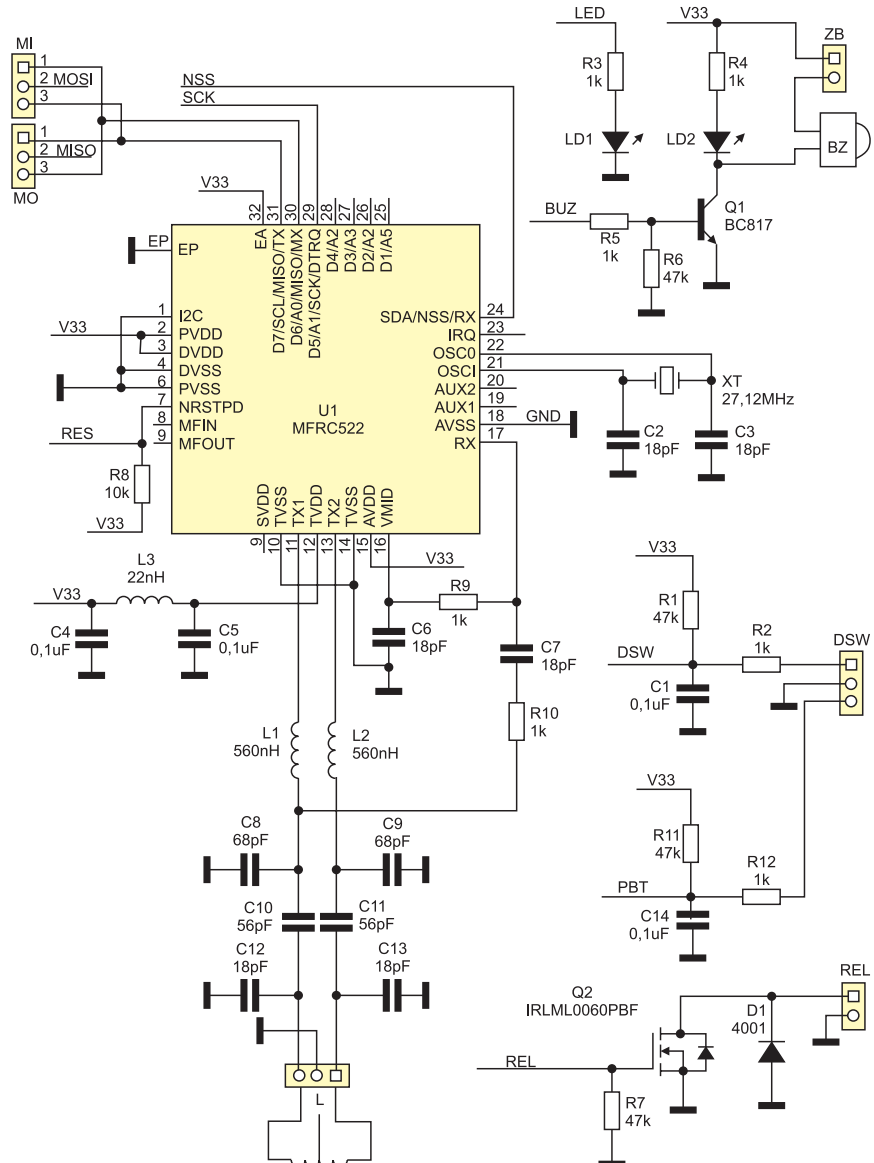 MI
1
2 MOSI
3
1
2 MISO
3
MO
NSS
SCK
V33
LED
R3
1k
LD1
V33
R4
1k
LD2
ZB
BZ
BUZ
R5
1k
R6
47k
Q1
BC817
EP
EP
32
31
30
29
28
27
26
25
EA
D7/SCL/MISO/TX
D6/A0/MISO/MX
D5/A1/SCK/DTRQ
D4/A2
D3/A3
D2/A2
D1/A5
1 I2C
V33
2 PVDD
3 DVDD
4 DVSS
6 PVSS
7 NRSTPD
8 MFIN
9 MFOUT
RES
R8
10k
V33
U1
MFRC522
SDA/NSS/RX 24
IRQ 23
OSC0 22
OSCI 21
AUX2 20
AUX1 19
AVSS 18
RX 17
GND
XT
27,12MHz
C2
18pF
C3
18pF
SVDD
TVSS
TX1
TVDD
TX2
TVSS
AVDD
VMID
9
10
11
12
13
14
15
16
V33
L3
22nH
V33
C4
0,1uF
C5
0,1uF
C6
18pF
R9
1k
C7
18pF
R10
1k
L1
560nH
L2
560nH
C8
68pF
C9
68pF
C10
56pF
C11
56pF
C12
18pF
C13
18pF
L
V33
R1
47k
DSW
C1
0,1uF
R2
1k
DSW
V33
R11
47k
PBT
C14
0,1uF
R12
1k
Q2
IRLML0060PBF
REL
R7
47k
D1
4001
REL